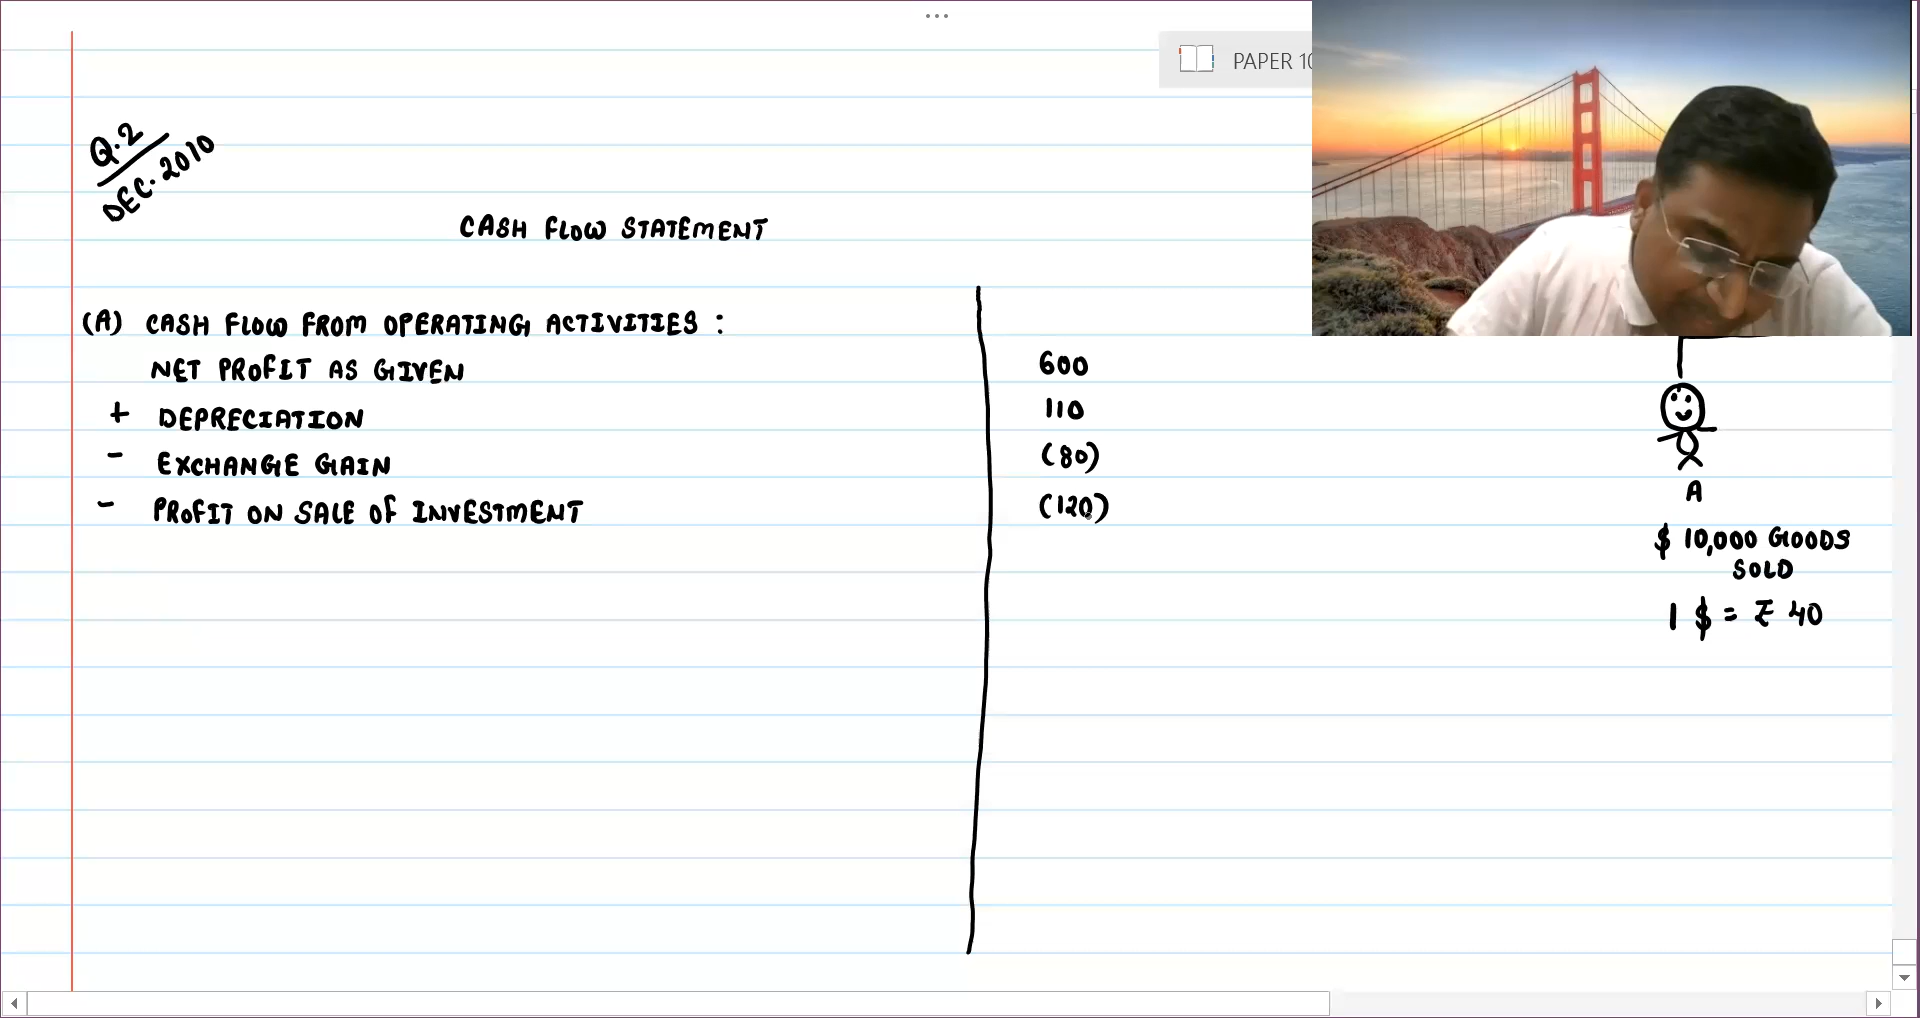 PAPER 10
Q.2
DEC. 2010
CASH FLOW STATEMENT
(A) CASH FLOW FROM OPERATING ACTIVITIES :
NET PROFIT AS GIVEN 600
+ DEPRECIATION 110
- EXCHANGE GAIN (80)
- PROFIT ON SALE OF INVESTMENT (120)
A
$ 10,000 GOODS
SOLD
1 $ = ₹ 40